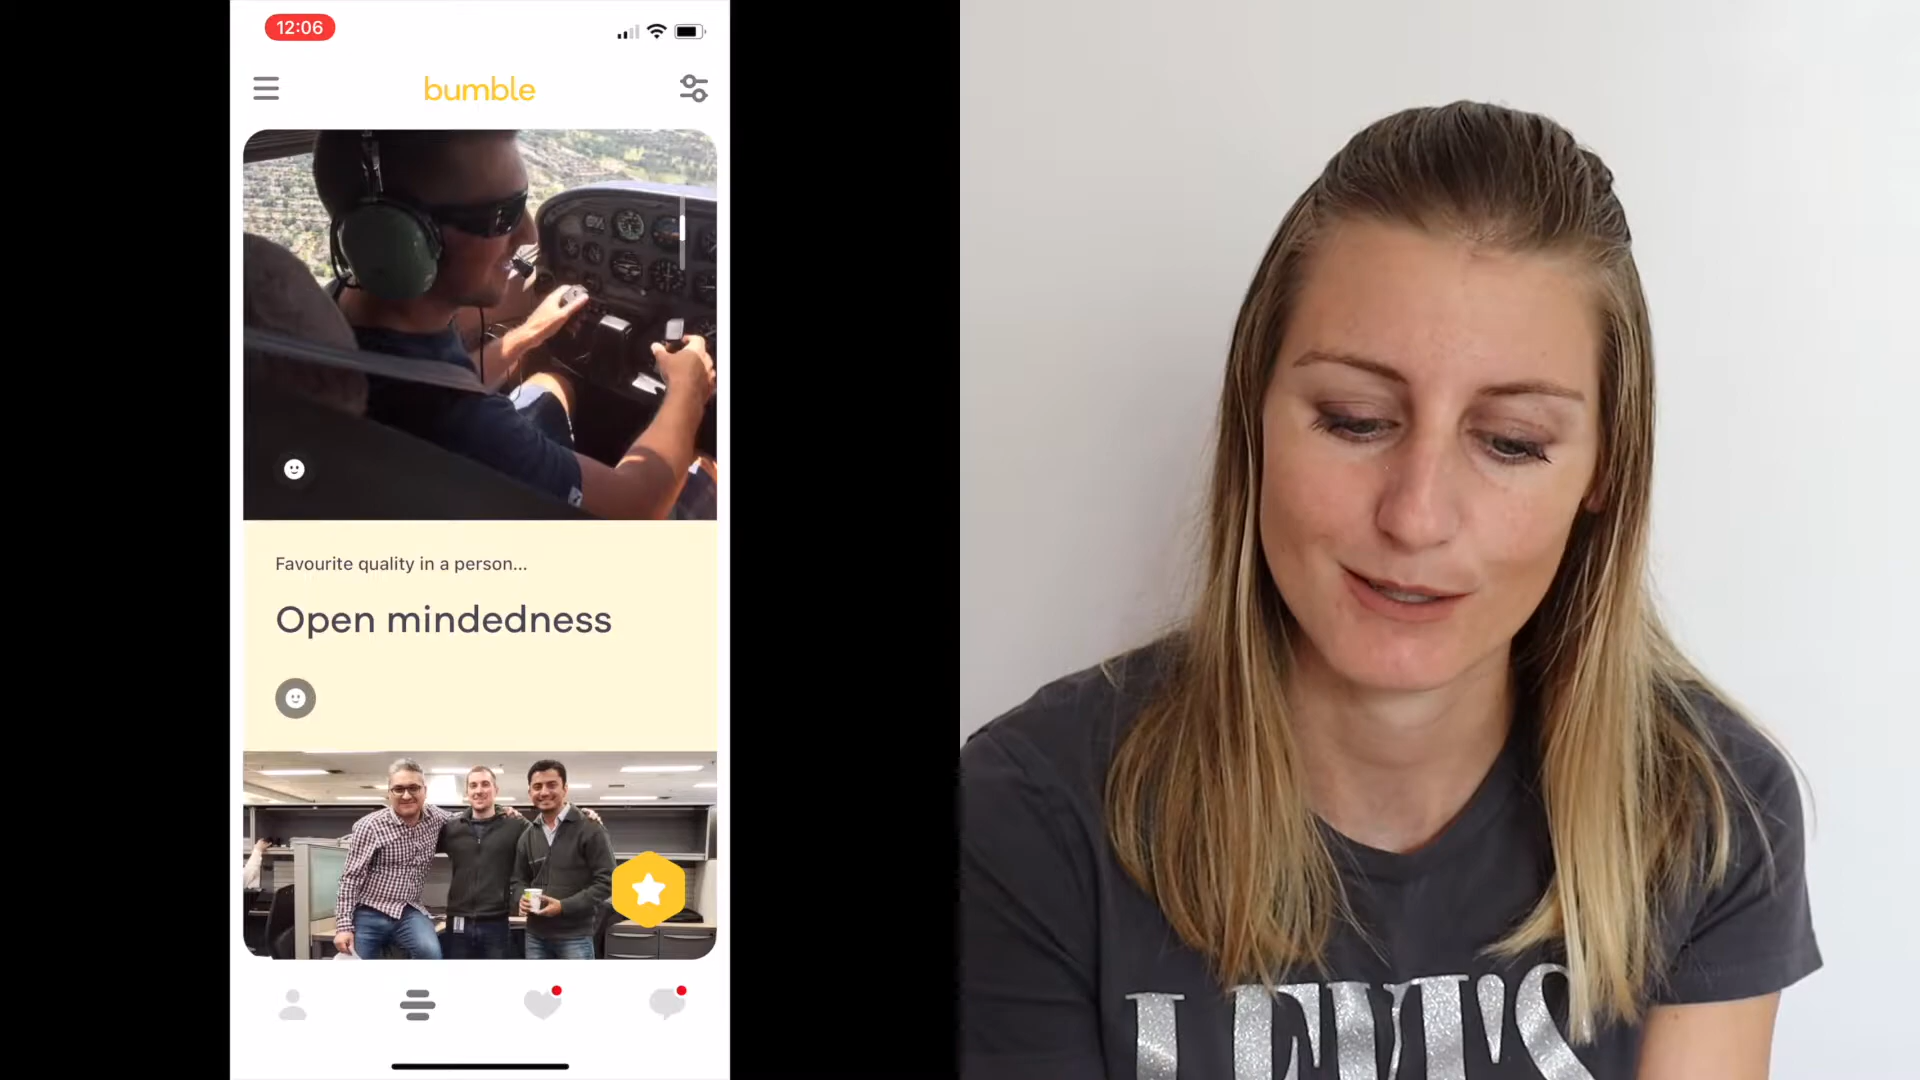 12:06
bumble
Favourite quality in a person...
Open mindedness
LEVI'S